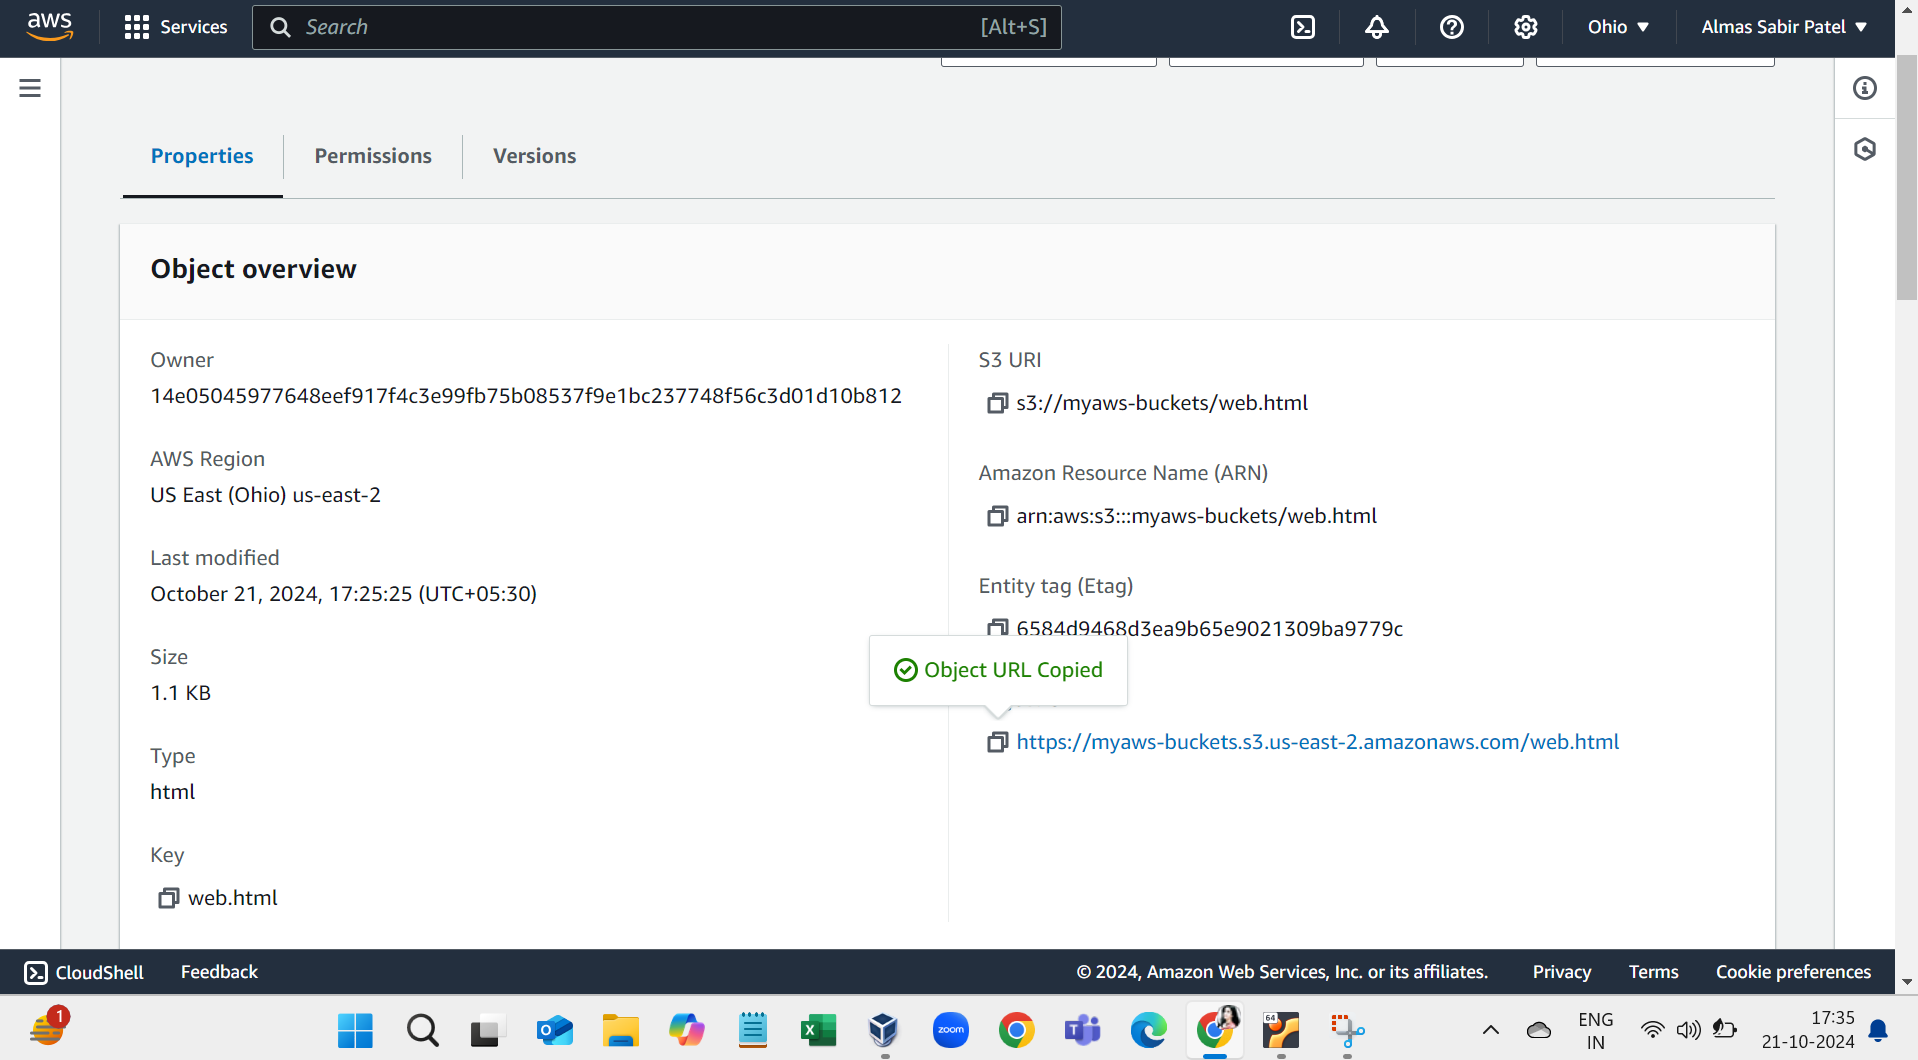 aws
Services
Search
[Alt+S]
Ohio
Almas Sabir Patel
Properties
Permissions
Versions
Object overview
Owner
14e05045977648eef917f4c3e99fb75b08537f9e1bc237748f56c3d01d10b812
AWS Region
US East (Ohio) us-east-2
Last modified
October 21, 2024, 17:25:25 (UTC+05:30)
Size
1.1 KB
Type
html
Key
web.html
S3 URI
s3://myaws-buckets/web.html
Amazon Resource Name (ARN)
arn:aws:s3:::myaws-buckets/web.html
Entity tag (Etag)
6584d9468d3ea9b65e9021309ba9779c
Object URL Copied
https://myaws-buckets.s3.us-east-2.amazonaws.com/web.html
CloudShell
Feedback
© 2024, Amazon Web Services, Inc. or its affiliates.
Privacy
Terms
Cookie preferences
1
zoom
64
ENG
IN
17:35
21-10-2024